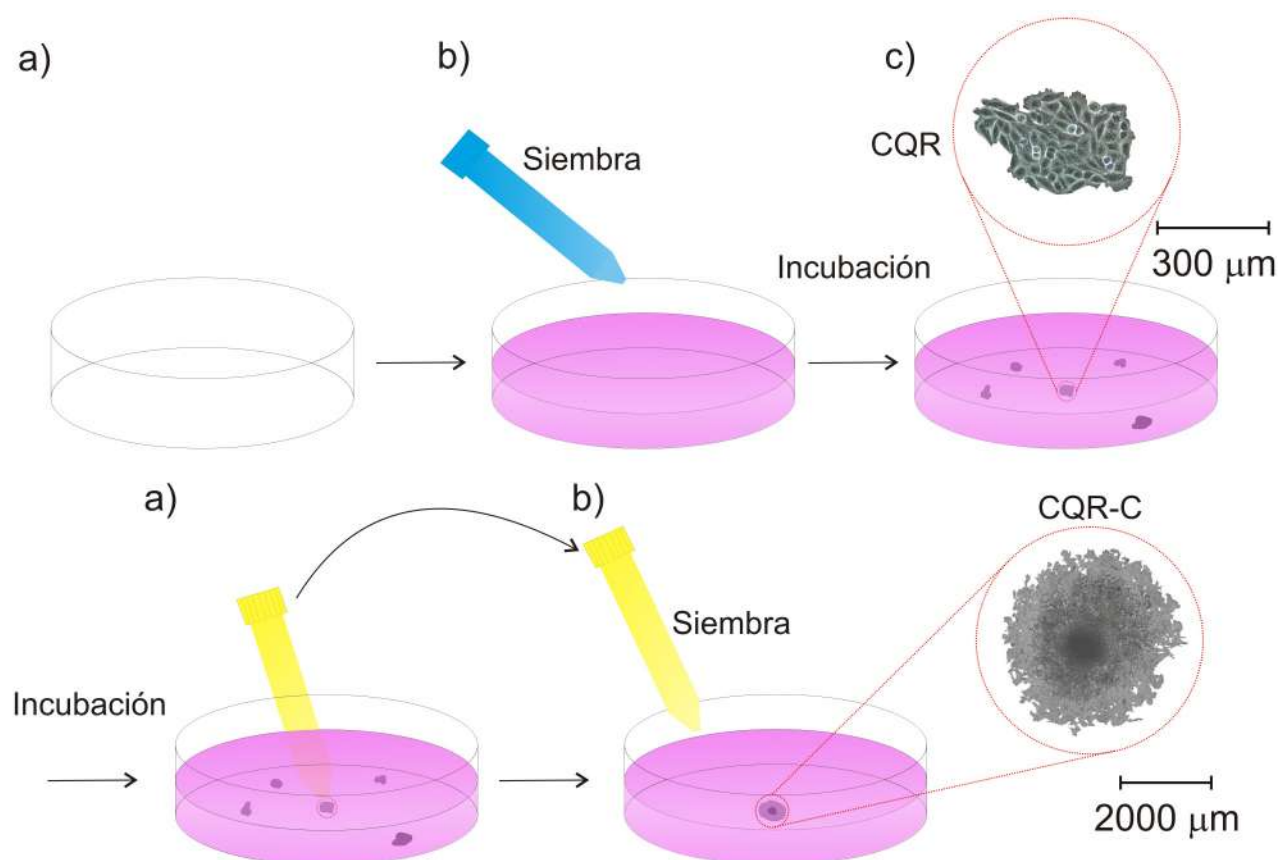 a)
b)
c)
Siembra
CQR
Incubación
300 μm
a)
b)
CQR-C
Siembra
Incubación
2000 μm